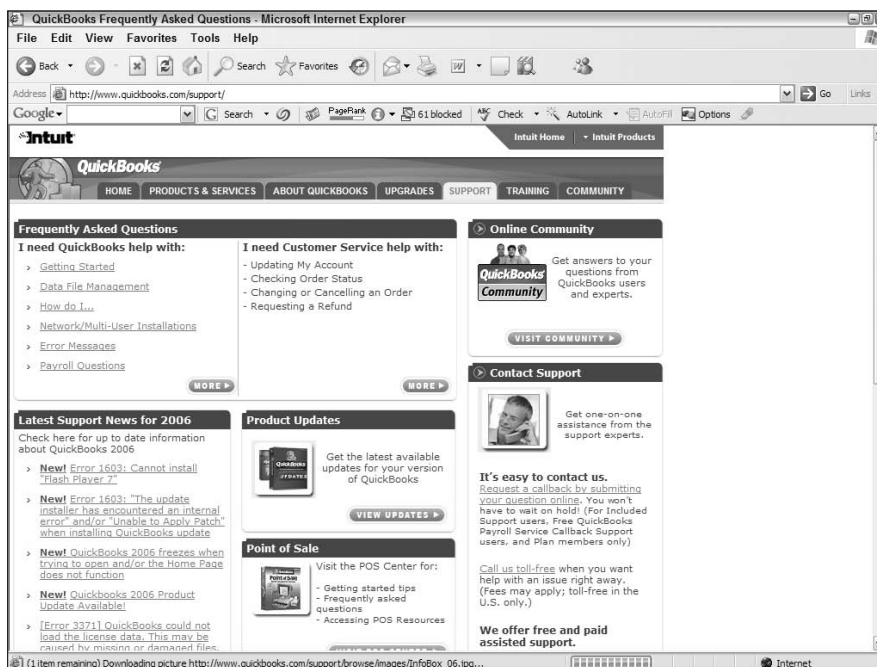 QuickBooks Frequently Asked Questions - Microsoft Internet Explorer
File Edit View Favorites Tools Help
Back Search Favorites
Address http://www.quickbooks.com/support/ Go Links
Google Search PageRank 61 blocked Check AutoLink AutoFill Options
Intuit
Intuit Home Intuit Products
QuickBooks
HOME PRODUCTS & SERVICES ABOUT QUICKBOOKS UPGRADES SUPPORT TRAINING COMMUNITY
Frequently Asked Questions
I need QuickBooks help with:
› Getting Started
› Data File Management
› How do I...
› Network/Multi-User Installations
› Error Messages
› Payroll Questions
MORE
I need Customer Service help with:
- Updating My Account
- Checking Order Status
- Changing or Cancelling an Order
- Requesting a Refund
MORE
Online Community
QuickBooks
Community
Get answers to your
questions from
QuickBooks users
and experts.
VISIT COMMUNITY
Contact Support
Get one-on-one
assistance from the
support experts.
It's easy to contact us.
Request a callback by submitting
your question online. You won't
have to wait on hold! (For Included
Support users, Free QuickBooks
Payroll Service Callback Support
users, and Plan members only)
Call us toll-free when you want
help with an issue right away.
(Fees may apply; toll-free in the
U.S. only.)
We offer free and paid
assisted support.
Latest Support News for 2006
Check here for up to date information
about QuickBooks 2006
› New! Error 1603: Cannot install
"Flash Player 7"
› New! Error 1603: "The update
installer has encountered an internal
error" and/or "Unable to Apply Patch"
when installing QuickBooks update
› New! QuickBooks 2006 freezes when
trying to open and/or the Home Page
does not function
› New! Quickbooks 2006 Product
Update Available!
› [Error 3371] QuickBooks could not
load the license data. This may be
caused by missing or damaged files.
Product Updates
QuickBooks
UPDATES
Get the latest available
updates for your version
of QuickBooks
VIEW UPDATES
Point of Sale
Visit the POS Center for:
- Getting started tips
- Frequently asked
questions
- Accessing POS Resources
(1 item remaining) Downloading picture http://www.quickbooks.com/support/browse/images/InfoBox_06.jpg...
Internet